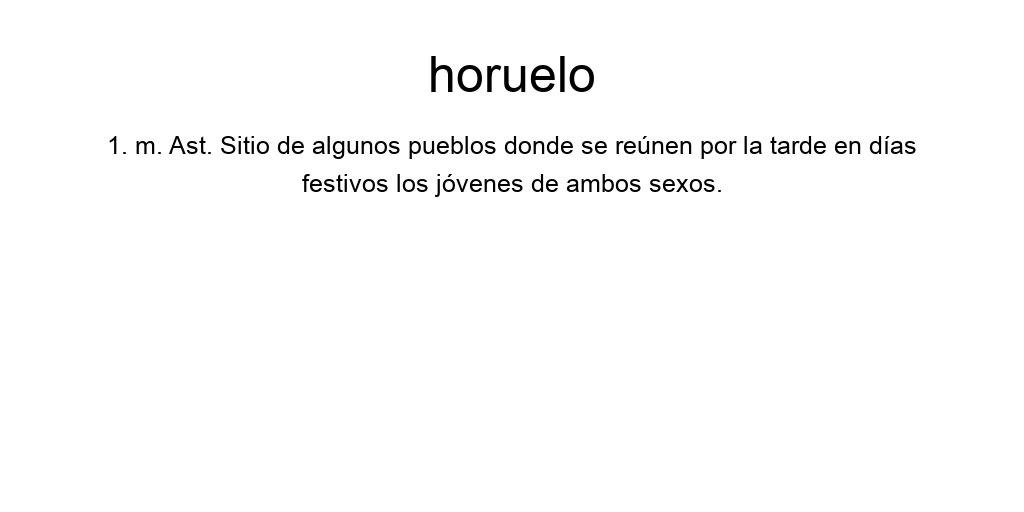 horuelo
1. m. Ast. Sitio de algunos pueblos donde se reúnen por la tarde en días
festivos los jóvenes de ambos sexos.